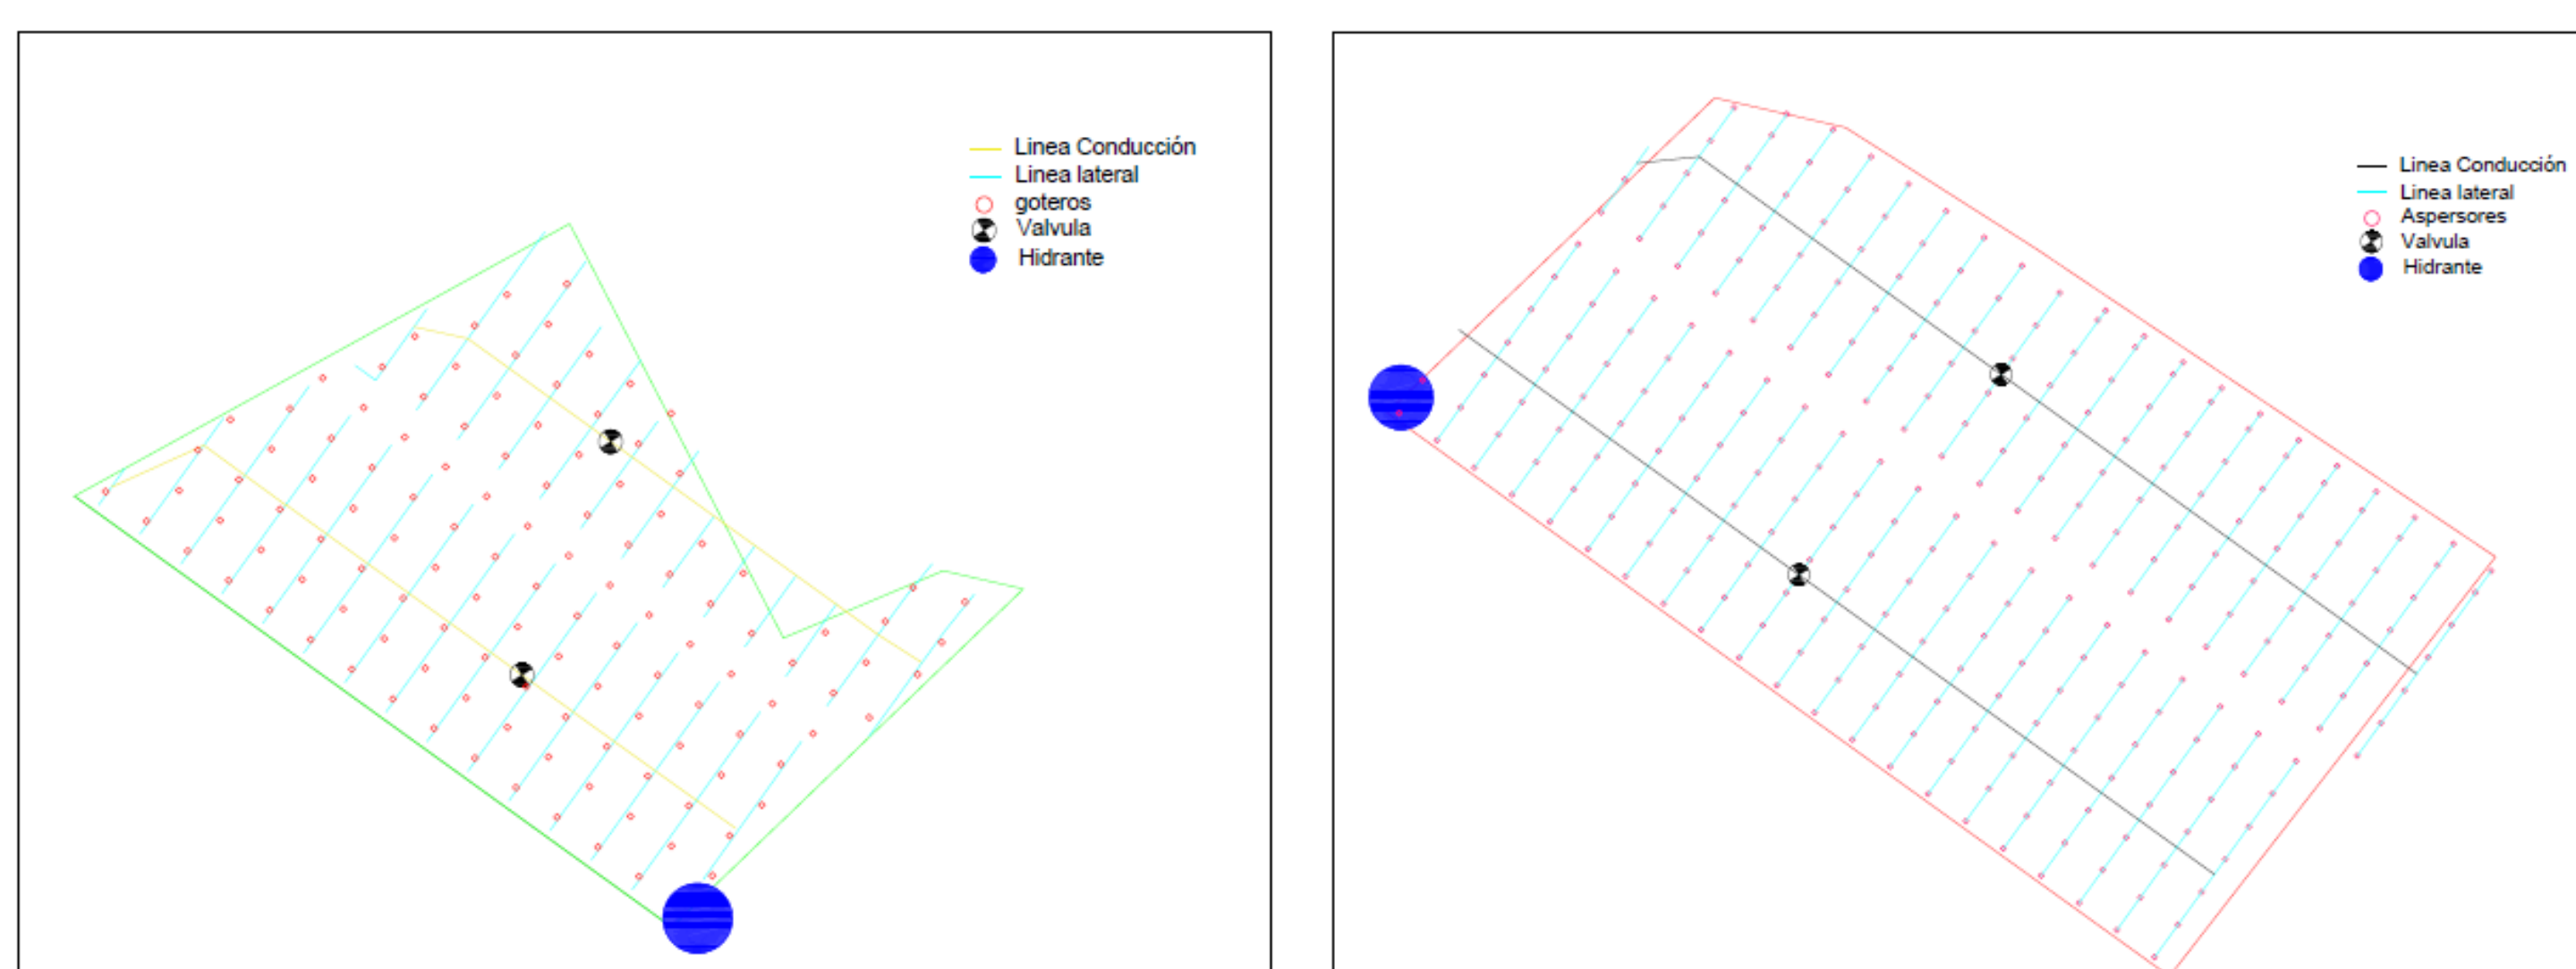 Linea Conducción
Linea lateral
goteros
Valvula
Hidrante
Linea Conducción
Linea lateral
Aspersores
Valvula
Hidrante